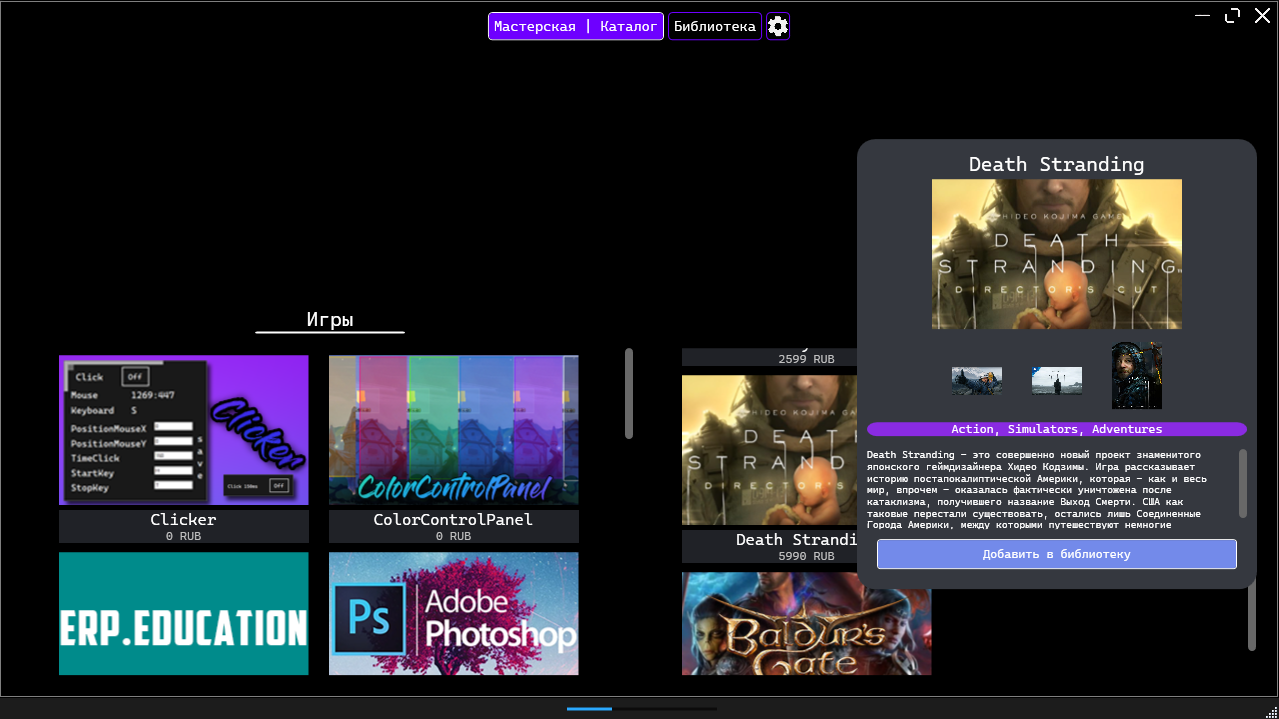 Мастерская | Каталог
Библиотека
Игры
Click
Off
Mouse
1269:447
Keyboard
S
PositionMouseX
PositionMouseY
TimeClick
StartKey
StopKey
save
Clicker
Click 250ms
Off
Clicker
0 RUB
ColorControlPanel
ColorControlPanel
0 RUB
ERP.EDUCATION
Ps
Adobe
Photoshop
2599 RUB
HIDEO KOJIMA GAM
DEATH
STRAND
DIRECTOR'S
Death Strandi
5990 RUB
BALDUR'S
GATE
Death Stranding
HIDEO KOJIMA GAME
DEATH
STRANDING
DIRECTOR'S CUT
Action, Simulators, Adventures
Death Stranding – это совершенно новый проект знаменитого
японского геймдизайнера Хидео Кодзимы. Игра рассказывает
историю постапокалиптической Америки, которая – как и весь
мир, впрочем – оказалась фактически уничтожена после
катаклизма, получившего название Выход Смерти. США как
таковые перестали существовать, остались лишь Соединенные
Города Америки, между которыми путешествуют немногие
Добавить в библиотеку